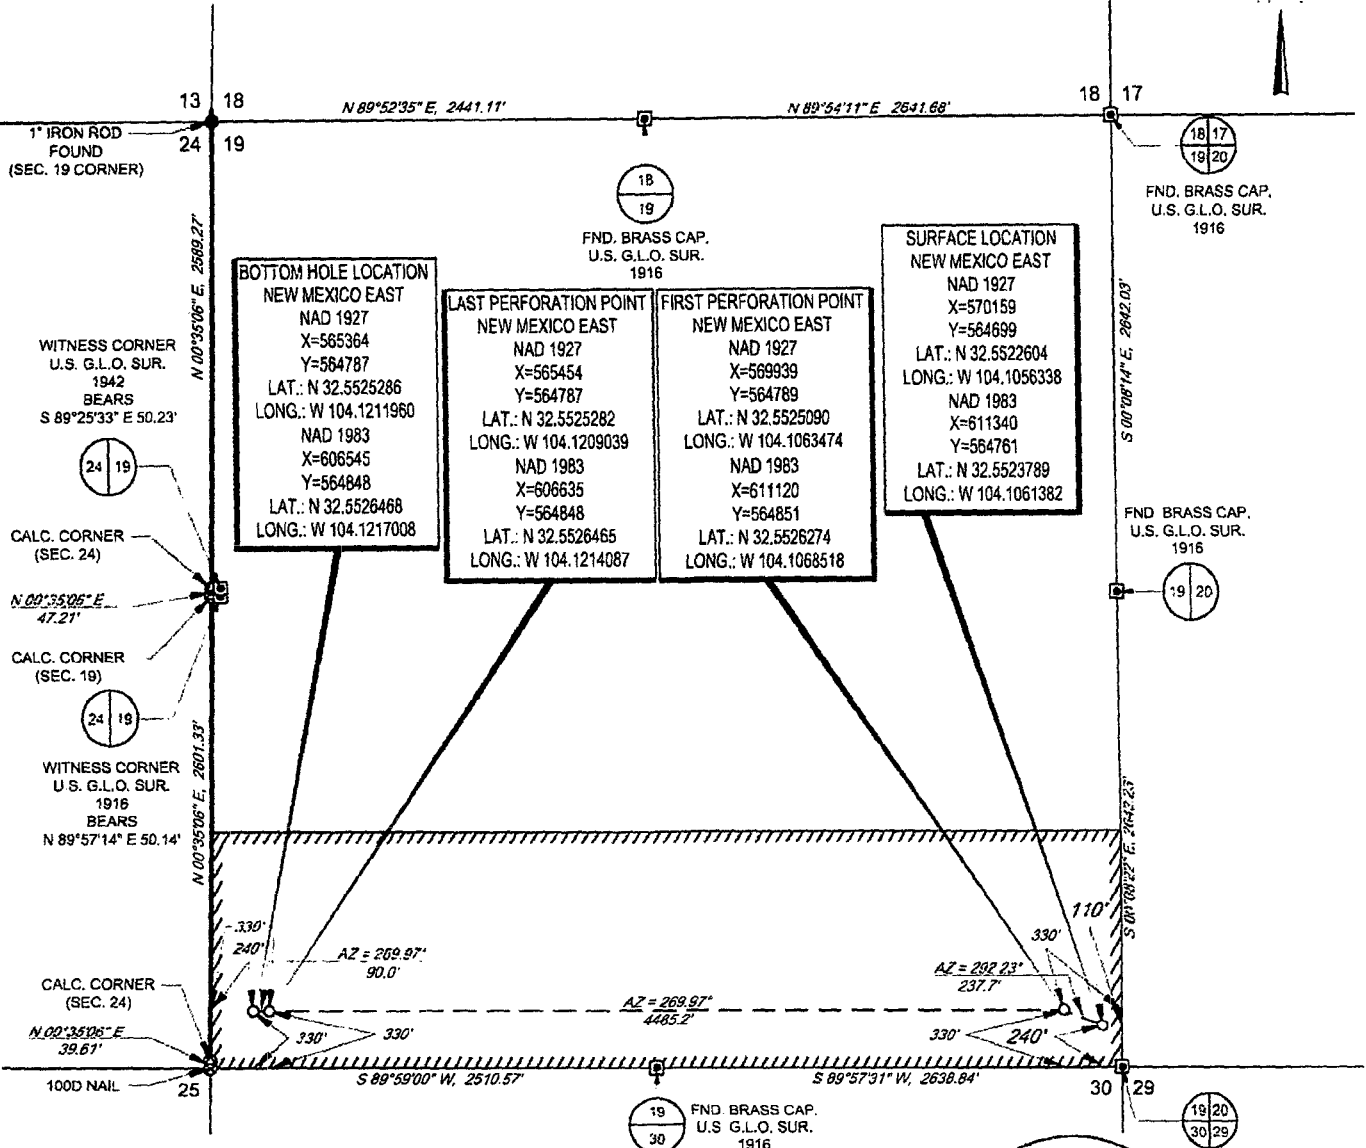 13 18
24 19
N 89°52'35" E, 2441.11'
N 89°54'11" E 2641.68'
18 17
1" IRON ROD
FOUND
(SEC. 19 CORNER)
18
19
FND. BRASS CAP,
U.S. G.L.O. SUR.
1916
18 17
19 20
FND. BRASS CAP,
U.S. G.L.O. SUR.
1916
N 00°35'06" E, 2589.27'
S 00°08'14" E, 2642.03'
BOTTOM HOLE LOCATION
NEW MEXICO EAST
NAD 1927
X=565364
Y=564787
LAT.: N 32.5525286
LONG.: W 104.1211960
NAD 1983
X=606545
Y=564848
LAT.: N 32.5526468
LONG.: W 104.1217008
LAST PERFORATION POINT
NEW MEXICO EAST
NAD 1927
X=565454
Y=564787
LAT.: N 32.5525282
LONG.: W 104.1209039
NAD 1983
X=606635
Y=564848
LAT.: N 32.5526465
LONG.: W 104.1214087
FIRST PERFORATION POINT
NEW MEXICO EAST
NAD 1927
X=569939
Y=564789
LAT.: N 32.5525090
LONG.: W 104.1063474
NAD 1983
X=611120
Y=564851
LAT.: N 32.5526274
LONG.: W 104.1068518
SURFACE LOCATION
NEW MEXICO EAST
NAD 1927
X=570159
Y=564699
LAT.: N 32.5522604
LONG.: W 104.1056338
NAD 1983
X=611340
Y=564761
LAT.: N 32.5523789
LONG.: W 104.1061382
WITNESS CORNER
U.S. G.L.O. SUR.
1942
BEARS
S 89°25'33" E 50.23'
24 19
CALC. CORNER
(SEC. 24)
N 00°35'06" E
47.21'
CALC. CORNER
(SEC. 19)
24 19
WITNESS CORNER
U.S. G.L.O. SUR.
1916
BEARS
N 89°57'14" E 50.14'
N 00°35'06" E, 2601.33'
FND BRASS CAP,
U.S. G.L.O. SUR.
1916
19 20
S 00°08'22" E, 2642.23'
330'
240'
AZ = 269.97°
90.0'
110'
330'
AZ = 292.23°
237.7'
AZ = 269.97°
4485.2'
330'
330'
330'
240'
CALC. CORNER
(SEC. 24)
N 00°35'06" E
39.61'
100D NAIL
25
S 89°59'00" W, 2510.57'
S 89°57'31" W, 2638.84'
30 29
19
30
FND. BRASS CAP,
U.S G.L.O. SUR.
1916
19 20
30 29